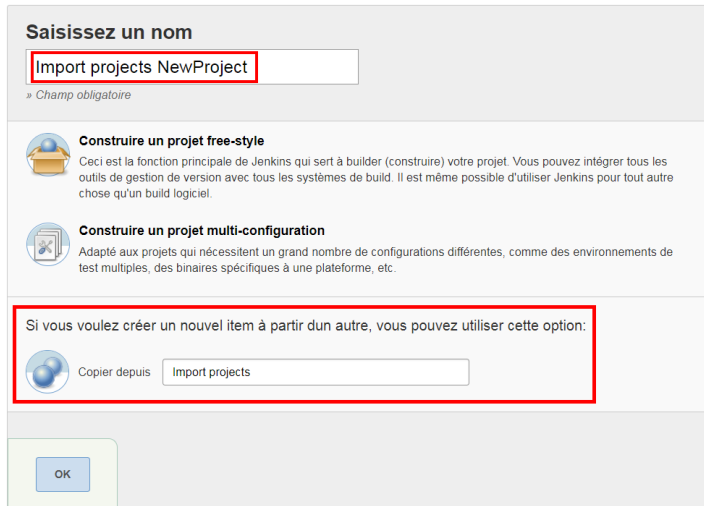 Saisissez un nom
Import projects NewProject
» Champ obligatoire
Construire un projet free-style
Ceci est la fonction principale de Jenkins qui sert à builder (construire) votre projet. Vous pouvez intégrer tous les
outils de gestion de version avec tous les systèmes de build. Il est même possible d'utiliser Jenkins pour tout autre
chose qu'un build logiciel.
Construire un projet multi-configuration
Adapté aux projets qui nécessitent un grand nombre de configurations différentes, comme des environnements de
test multiples, des binaires spécifiques à une plateforme, etc.
Si vous voulez créer un nouvel item à partir dun autre, vous pouvez utiliser cette option:
Copier depuis Import projects
OK